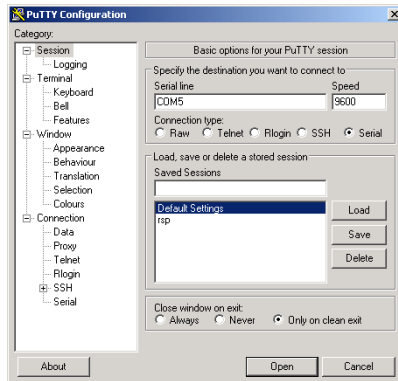 PuTTY Configuration
Category:
Session
Logging
Terminal
Keyboard
Bell
Features
Window
Appearance
Behaviour
Translation
Selection
Colours
Connection
Data
Proxy
Telnet
Rlogin
SSH
Serial
Basic options for your PuTTY session
Specify the destination you want to connect to
Serial line Speed
COM5 9600
Connection type:
Raw Telnet Rlogin SSH Serial
Load, save or delete a stored session
Saved Sessions
Default Settings
rsp
Load
Save
Delete
Close window on exit:
Always Never Only on clean exit
About Open Cancel